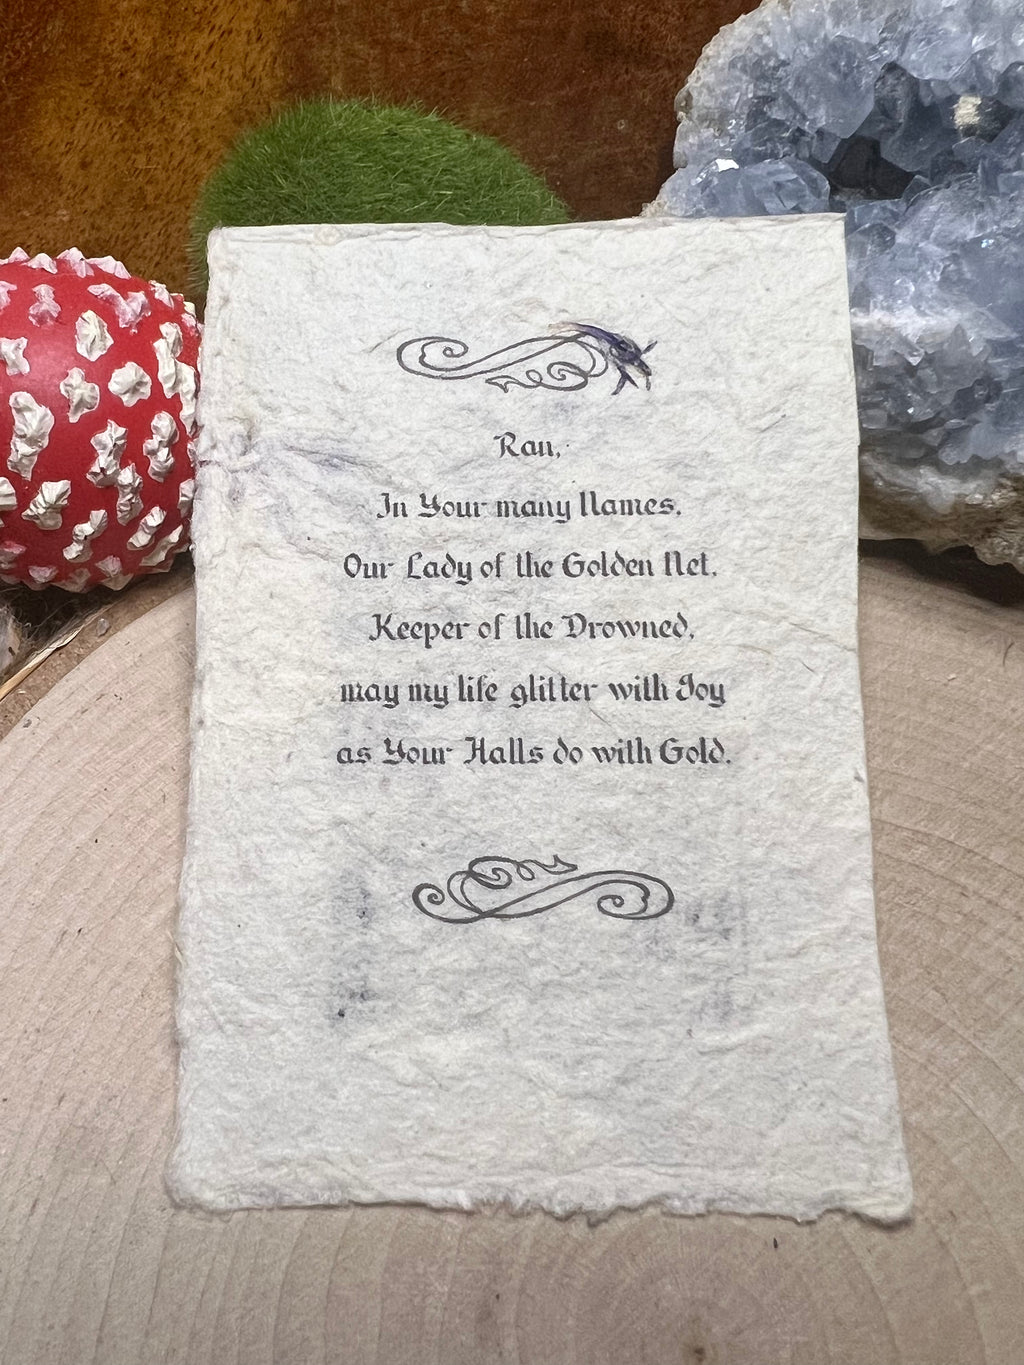 Ran,
In Your many Names,
Our Lady of the Golden Net,
Keeper of the Drowned,
may my life glitter with Joy
as Your Halls do with Gold.